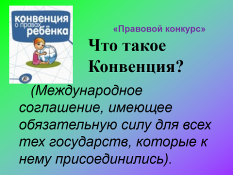 КОНВЕНЦИЯ
О ПРАВАХ
РЕБЁНКА
«Правовой конкурс»
Что такое
Конвенция?
(Международное
соглашение, имеющее
обязательную силу для всех
тех государств, которые к
нему присоединились).